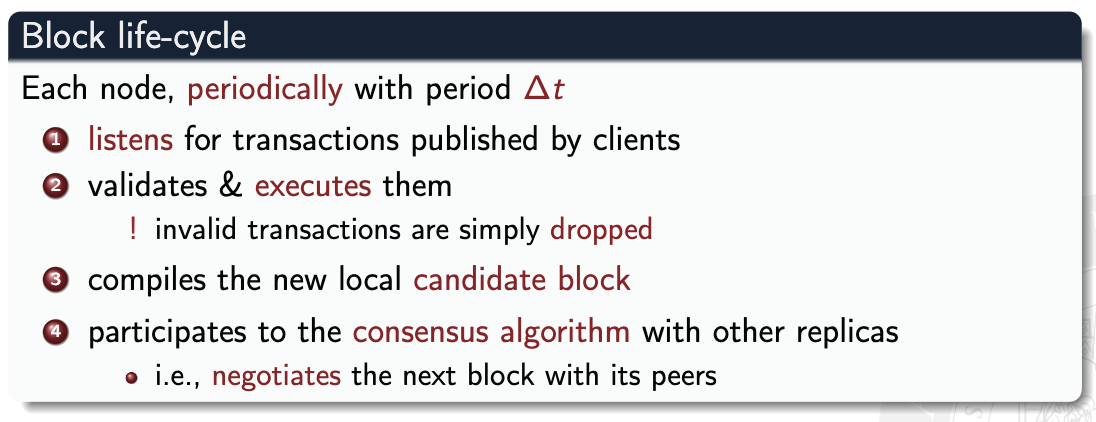 Block life-cycle
Each node, periodically with period Δt
1 listens for transactions published by clients
2 validates & executes them
! invalid transactions are simply dropped
3 compiles the new local candidate block
4 participates to the consensus algorithm with other replicas
• i.e., negotiates the next block with its peers